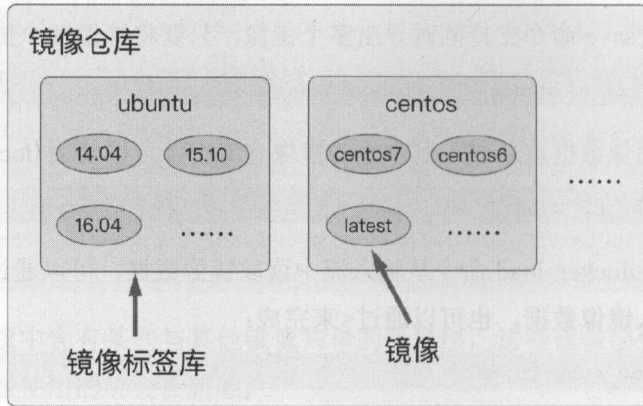 镜像仓库
ubuntu
centos
14.04
15.10
centos7
centos6
……
16.04
……
latest
……
镜像标签库
镜像